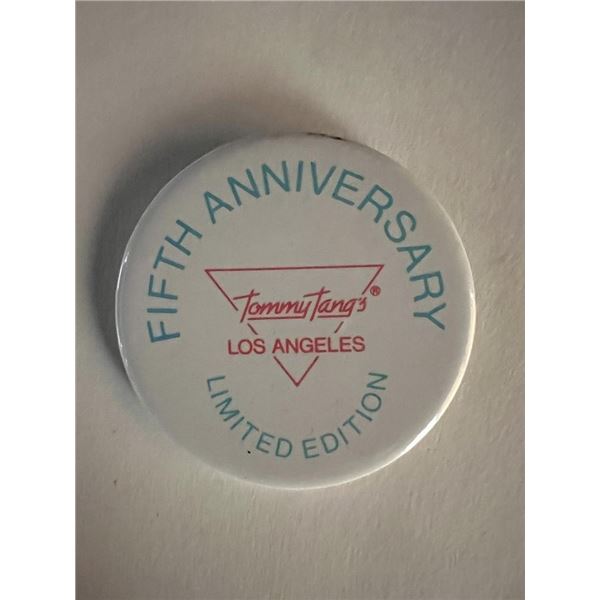 FIFTH ANNIVERSARY
Tommy Tang's®
LOS ANGELES
LIMITED EDITION